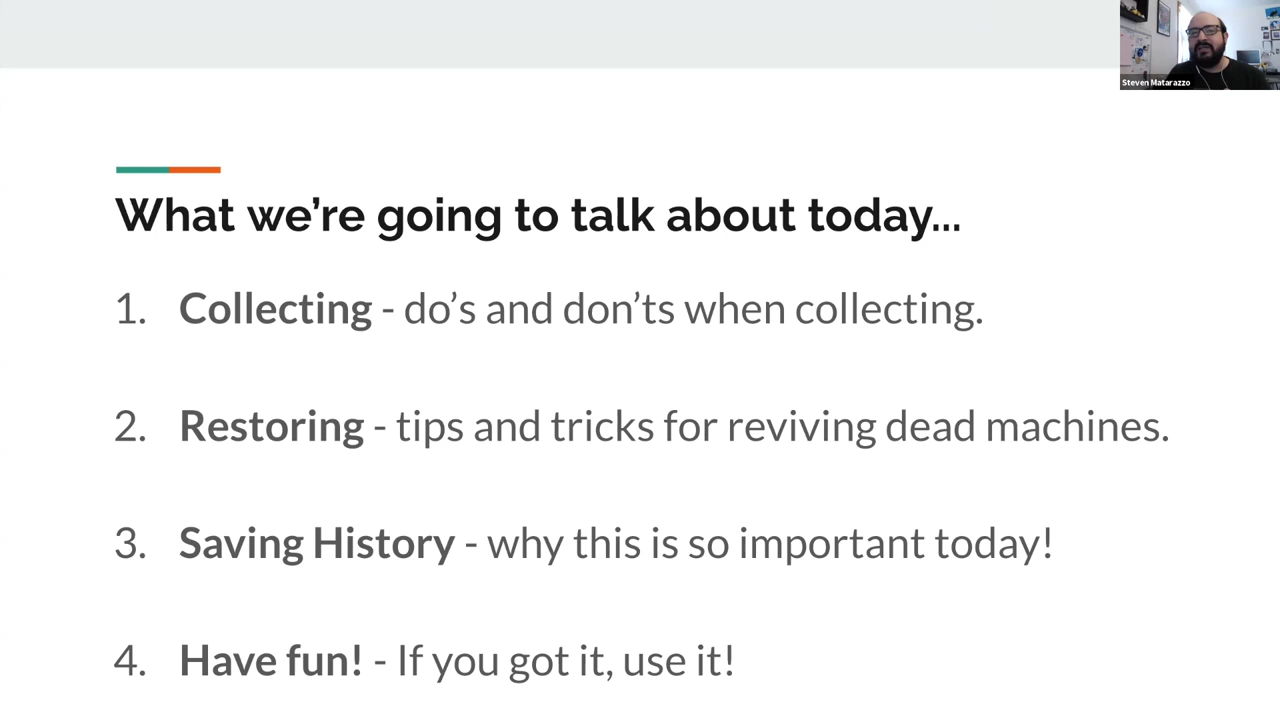 Steven Matarazzo
What we’re going to talk about today...
1. Collecting - do’s and don’ts when collecting.
2. Restoring - tips and tricks for reviving dead machines.
3. Saving History - why this is so important today!
4. Have fun! - If you got it, use it!